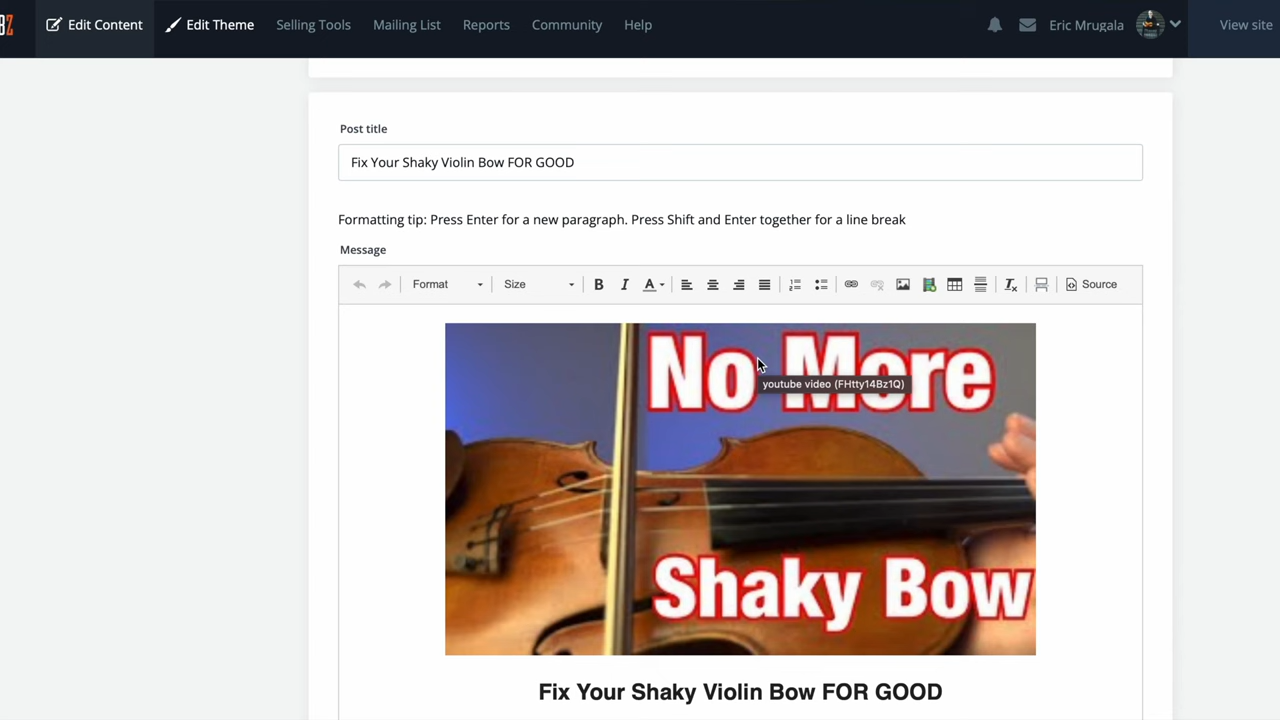 BZ
Edit Content Edit Theme Selling Tools Mailing List Reports Community Help Eric Mrugala View site
Post title
Fix Your Shaky Violin Bow FOR GOOD
Formatting tip: Press Enter for a new paragraph. Press Shift and Enter together for a line break
Message
Format Size B I A Source
No More
youtube video (FHtty14Bz1Q)
Shaky Bow
Fix Your Shaky Violin Bow FOR GOOD